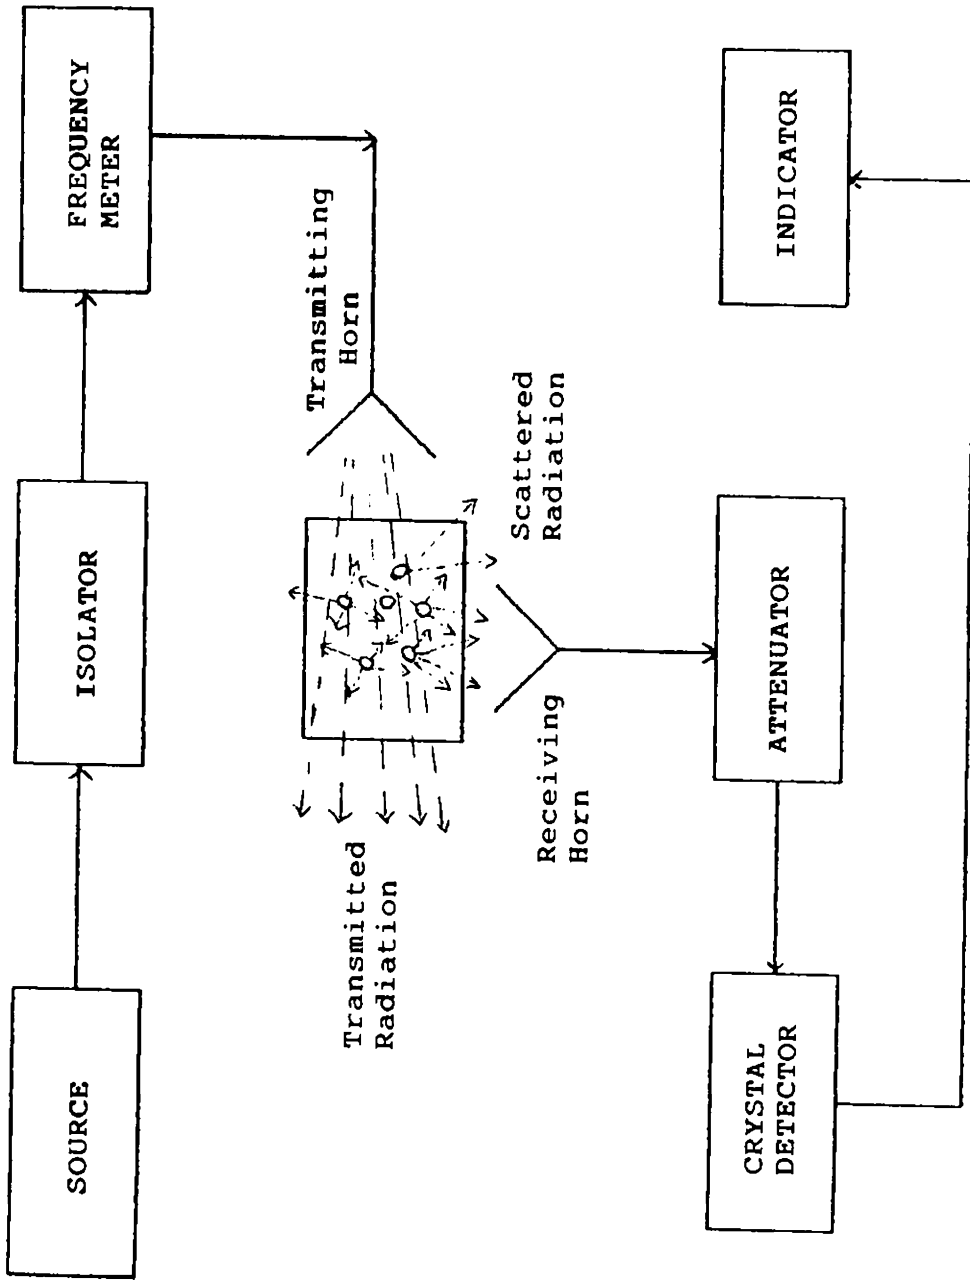 SOURCE
ISOLATOR
FREQUENCY
METER
Transmitted
Radiation
Transmitting
Horn
Receiving
Horn
Scattered
Radiation
CRYSTAL
DETECTOR
ATTENUATOR
INDICATOR